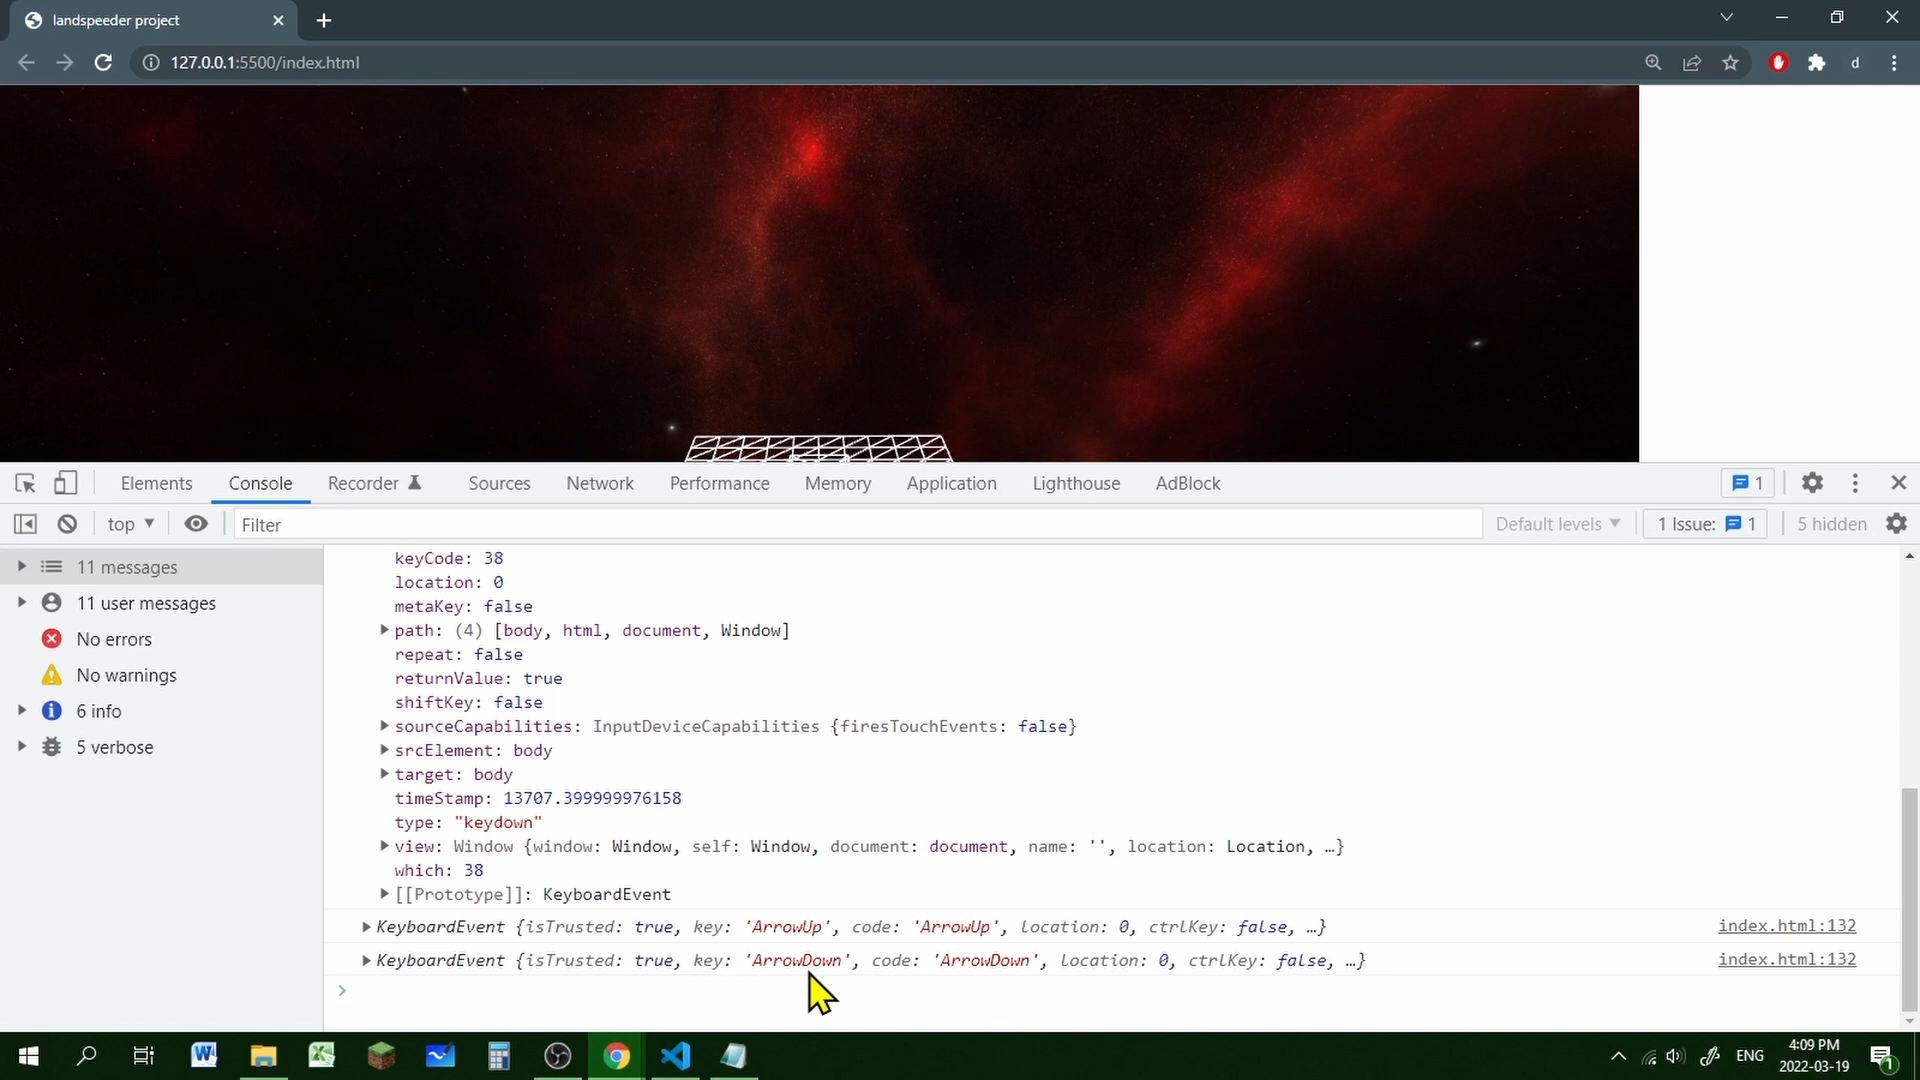 landspeeder project
127.0.0.1:5500/index.html
d
Elements Console Recorder Sources Network Performance Memory Application Lighthouse AdBlock 1
top Filter Default levels 1 Issue: 1 5 hidden
11 messages
11 user messages
No errors
No warnings
6 info
5 verbose
keyCode: 38
location: 0
metaKey: false
path: (4) [body, html, document, Window]
repeat: false
returnValue: true
shiftKey: false
sourceCapabilities: InputDeviceCapabilities {firesTouchEvents: false}
srcElement: body
target: body
timeStamp: 13707.399999976158
type: "keydown"
view: Window {window: Window, self: Window, document: document, name: '', location: Location, …}
which: 38
[[Prototype]]: KeyboardEvent
KeyboardEvent {isTrusted: true, key: 'ArrowUp', code: 'ArrowUp', location: 0, ctrlKey: false, …} index.html:132
KeyboardEvent {isTrusted: true, key: 'ArrowDown', code: 'ArrowDown', location: 0, ctrlKey: false, …} index.html:132
ENG
4:09 PM
2022-03-19
1